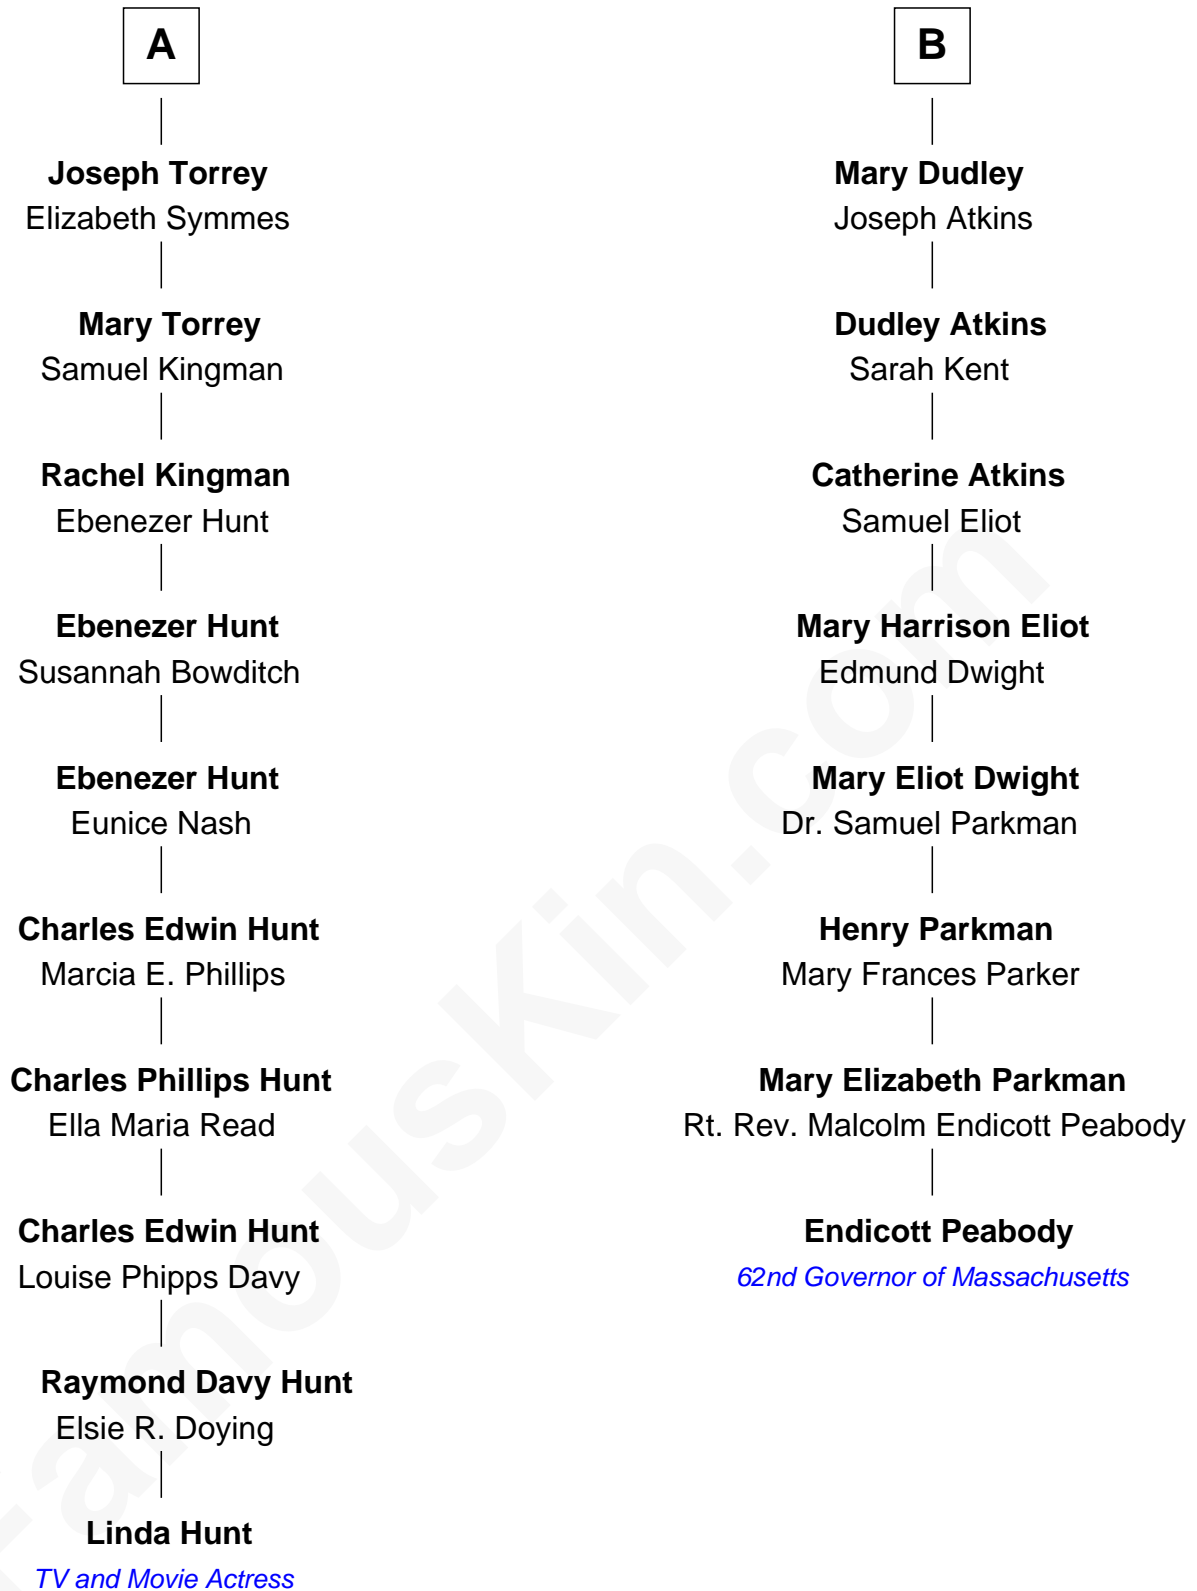 A
Joseph Torrey
Elizabeth Symmes
Mary Torrey
Samuel Kingman
Rachel Kingman
Ebenezer Hunt
Ebenezer Hunt
Susannah Bowditch
Ebenezer Hunt
Eunice Nash
Charles Edwin Hunt
Marcia E. Phillips
Charles Phillips Hunt
Ella Maria Read
Charles Edwin Hunt
Louise Phipps Davy
Raymond Davy Hunt
Elsie R. Doying
Linda Hunt
TV and Movie Actress
B
Mary Dudley
Joseph Atkins
Dudley Atkins
Sarah Kent
Catherine Atkins
Samuel Eliot
Mary Harrison Eliot
Edmund Dwight
Mary Eliot Dwight
Dr. Samuel Parkman
Henry Parkman
Mary Frances Parker
Mary Elizabeth Parkman
Rt. Rev. Malcolm Endicott Peabody
Endicott Peabody
62nd Governor of Massachusetts
FamousKin.com